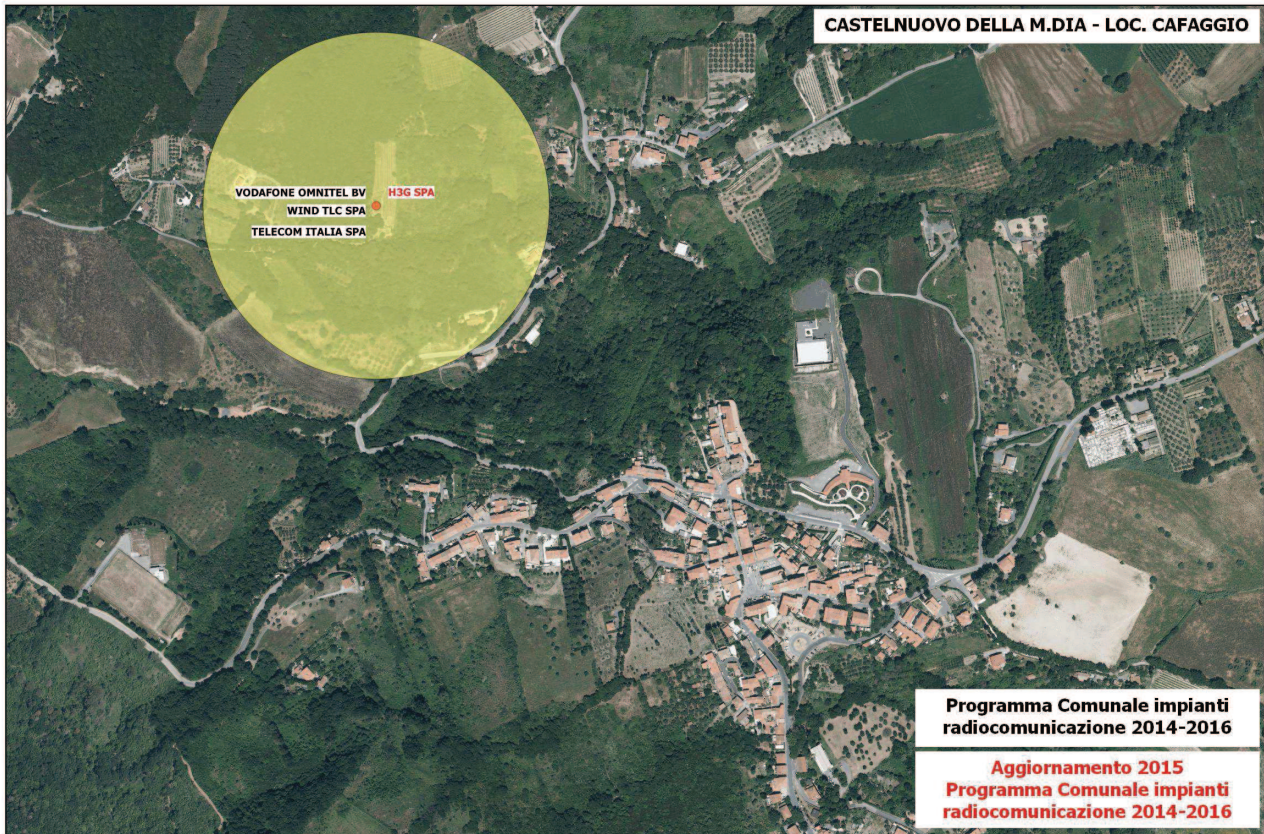 CASTELNUOVO DELLA M.DIA - LOC. CAFAGGIO
VODAFONE OMNITEL BV
H3G SPA
WIND TLC SPA
TELECOM ITALIA SPA
Programma Comunale impianti
radiocomunicazione 2014-2016
Aggiornamento 2015
Programma Comunale impianti
radiocomunicazione 2014-2016